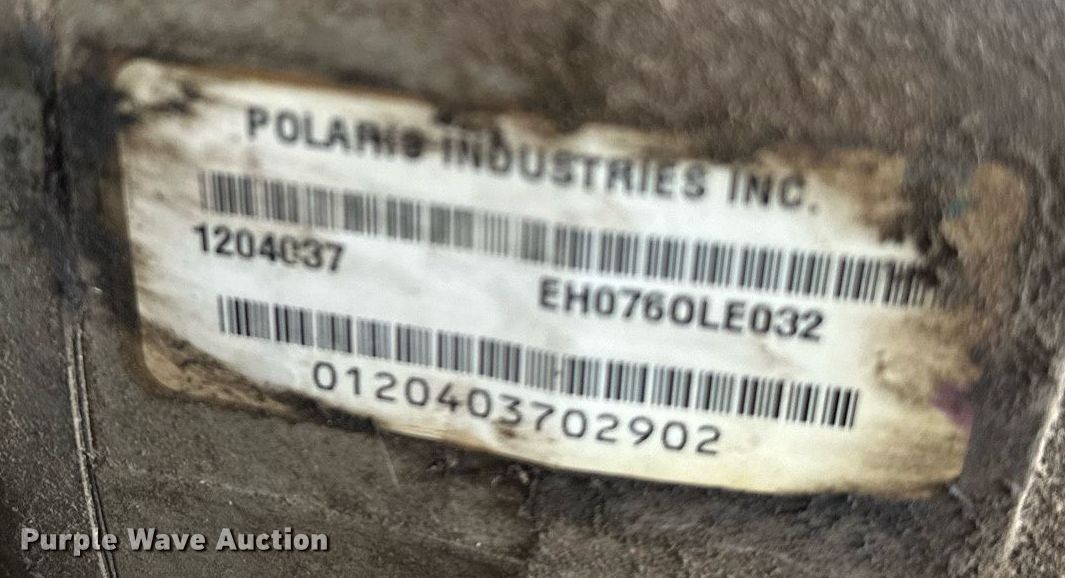 POLARIS INDUSTRIES INC.
1204037
EH076OLE032
0120403702902
Purple Wave Auction